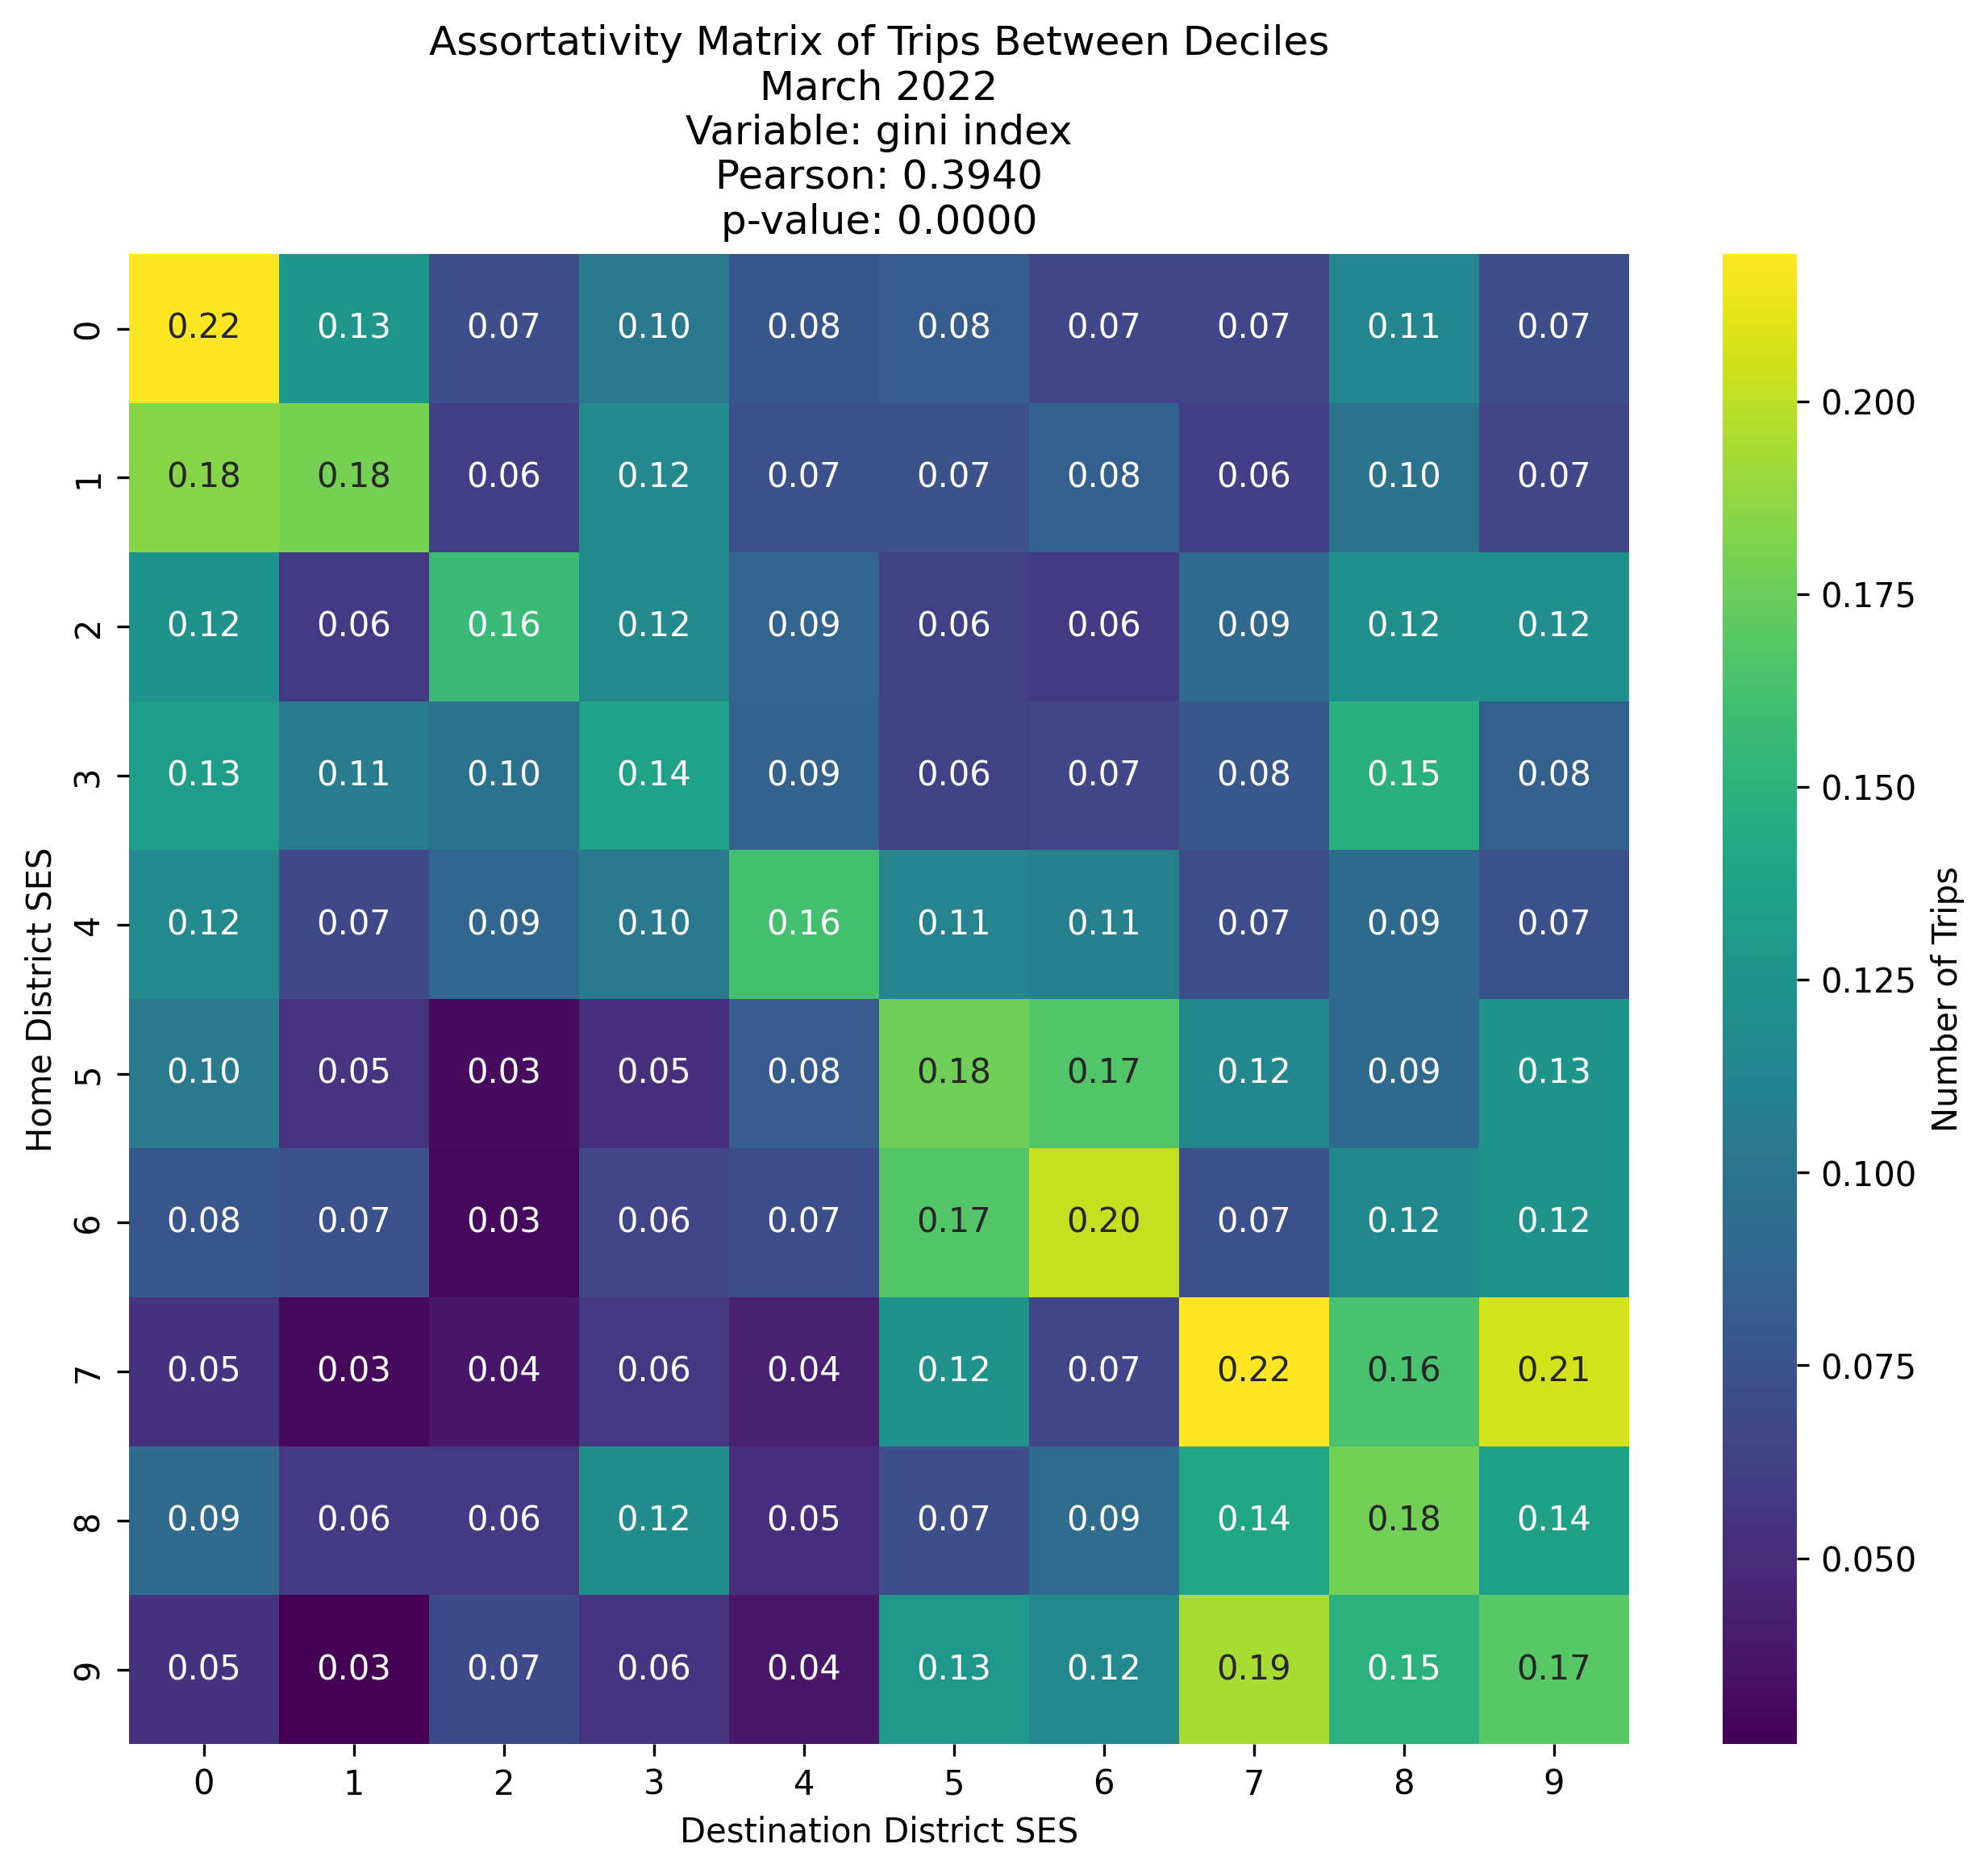 Assortativity Matrix of Trips Between Deciles
March 2022
Variable: gini index
Pearson: 0.3940
p-value: 0.0000
0 0.22 0.13 0.07 0.10 0.08 0.08 0.07 0.07 0.11 0.07
1 0.18 0.18 0.06 0.12 0.07 0.07 0.08 0.06 0.10 0.07
2 0.12 0.06 0.16 0.12 0.09 0.06 0.06 0.09 0.12 0.12
3 0.13 0.11 0.10 0.14 0.09 0.06 0.07 0.08 0.15 0.08
4 0.12 0.07 0.09 0.10 0.16 0.11 0.11 0.07 0.09 0.07
5 0.10 0.05 0.03 0.05 0.08 0.18 0.17 0.12 0.09 0.13
6 0.08 0.07 0.03 0.06 0.07 0.17 0.20 0.07 0.12 0.12
7 0.05 0.03 0.04 0.06 0.04 0.12 0.07 0.22 0.16 0.21
8 0.09 0.06 0.06 0.12 0.05 0.07 0.09 0.14 0.18 0.14
9 0.05 0.03 0.07 0.06 0.04 0.13 0.12 0.19 0.15 0.17
0 1 2 3 4 5 6 7 8 9
Destination District SES
Home District SES
0.200
0.175
0.150
0.125
0.100
0.075
0.050
Number of Trips